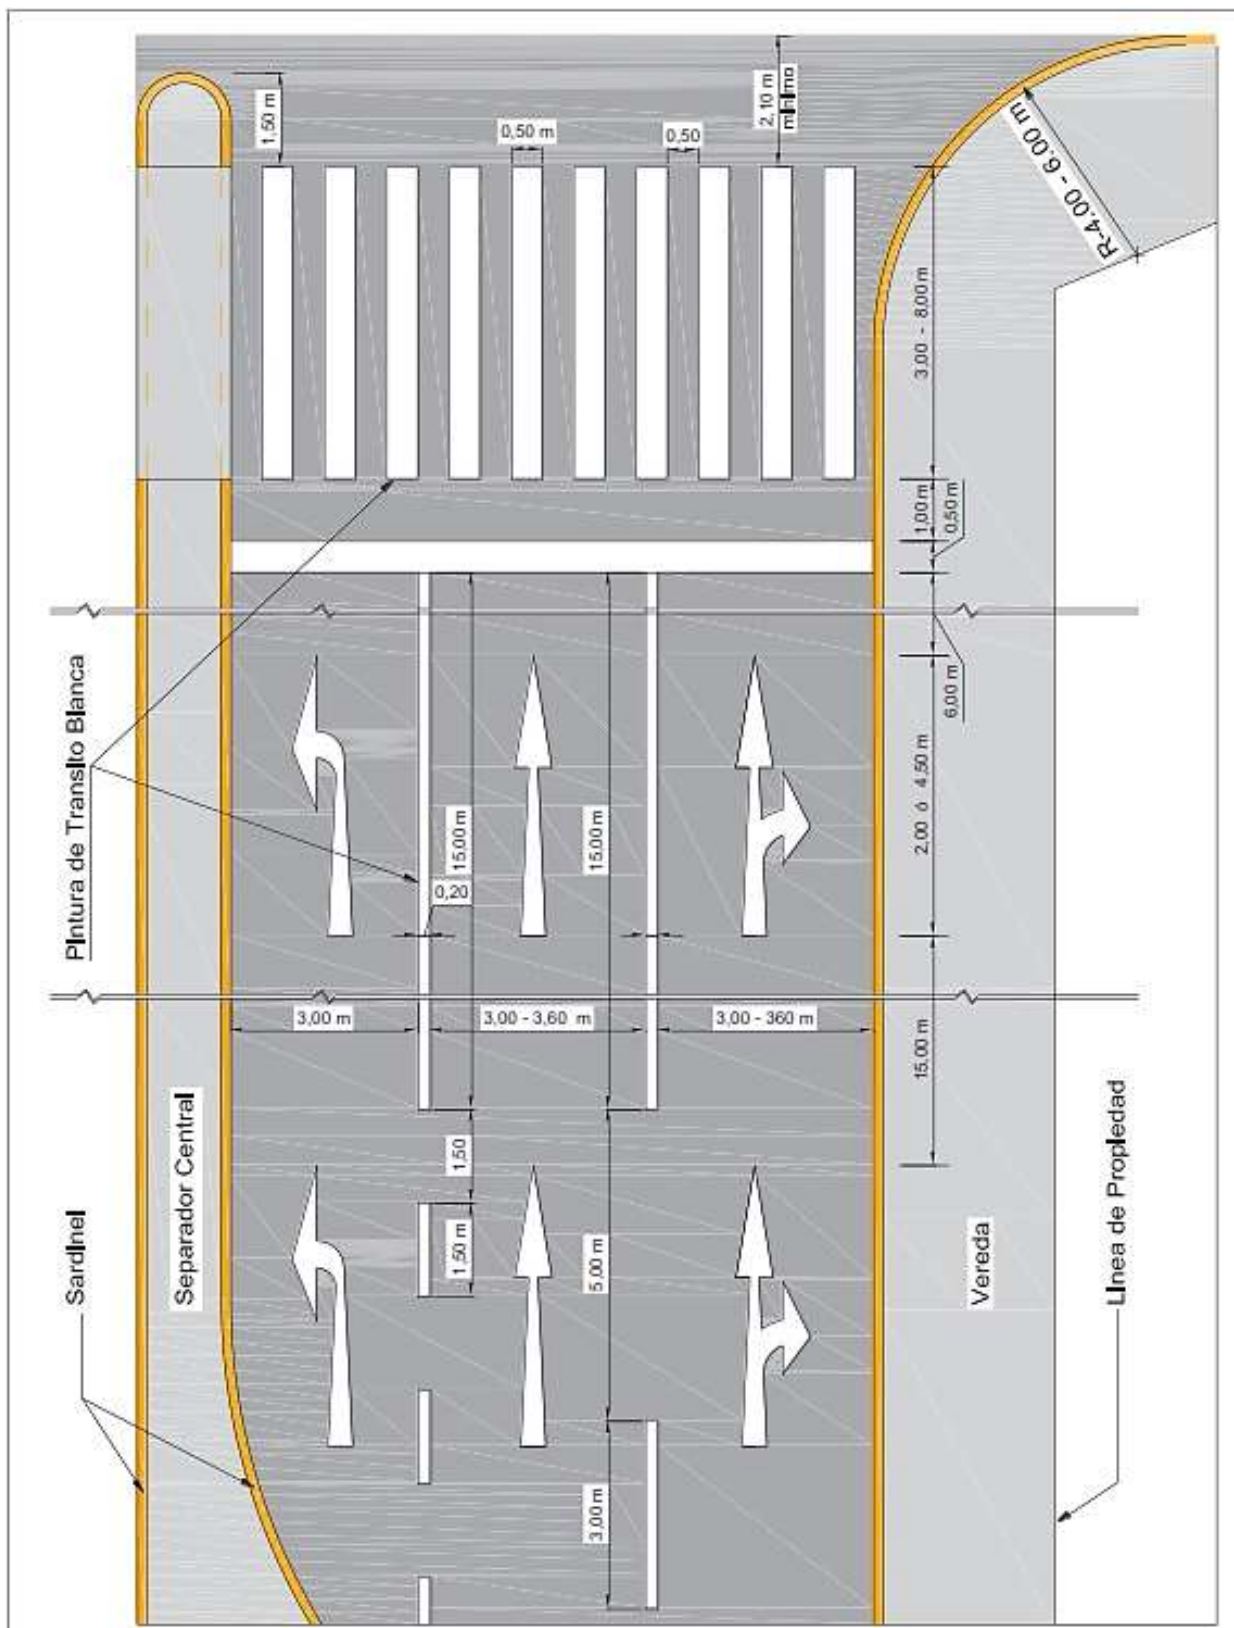 1,50 m
2,10 m
mínimo
0,50 m
0,50
R-4.00 - 6.00 m
3,00 - 8,00 m
1,00 m
0,50 m
Pintura de Transito Blanca
6,00 m
2,00 ó 4,50 m
15,00 m
15,00 m
0,20
3,00 m
3,00 - 3,60 m
3,00 - 360 m
15,00 m
Sardinel
Separador Central
1,50
1,50 m
5,00 m
3,00 m
Vereda
Línea de Propiedad